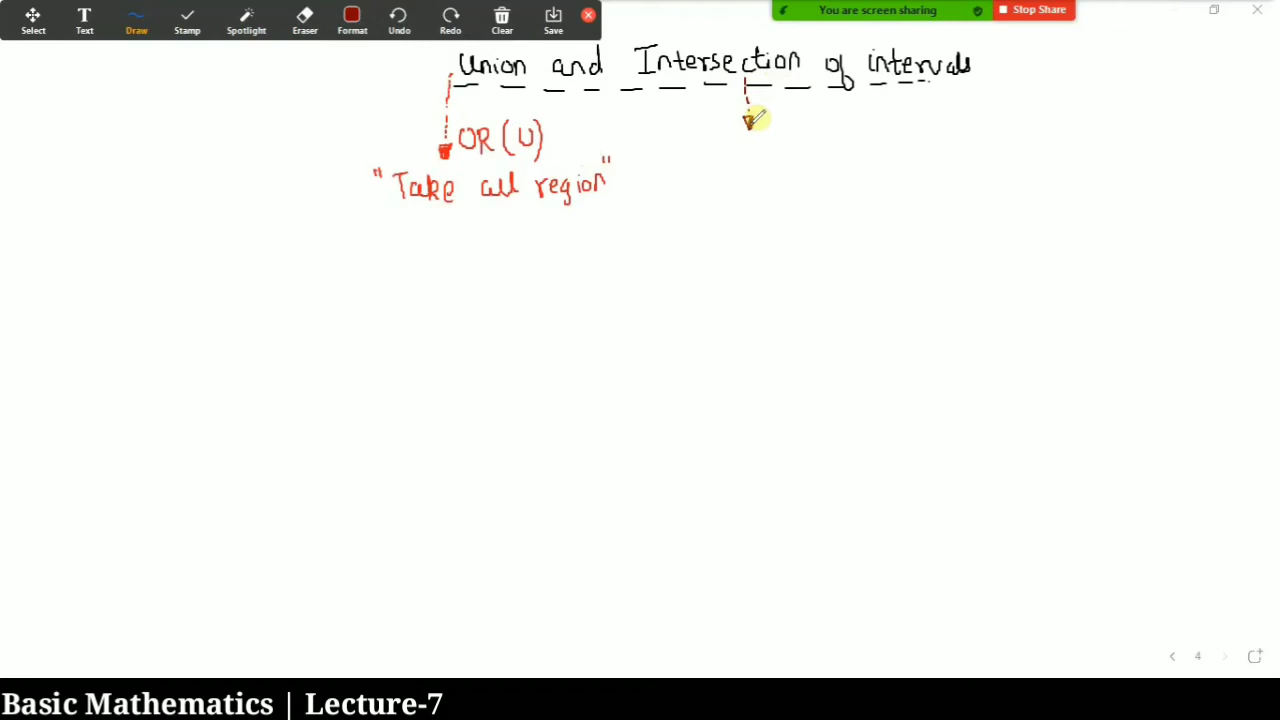 Select Text Draw Stamp Spotlight Eraser Format Undo Redo Clear Save
You are screen sharing Stop Share
Union and Intersection of intervals
OR (U)
"Take all region"
4
Basic Mathematics | Lecture-7